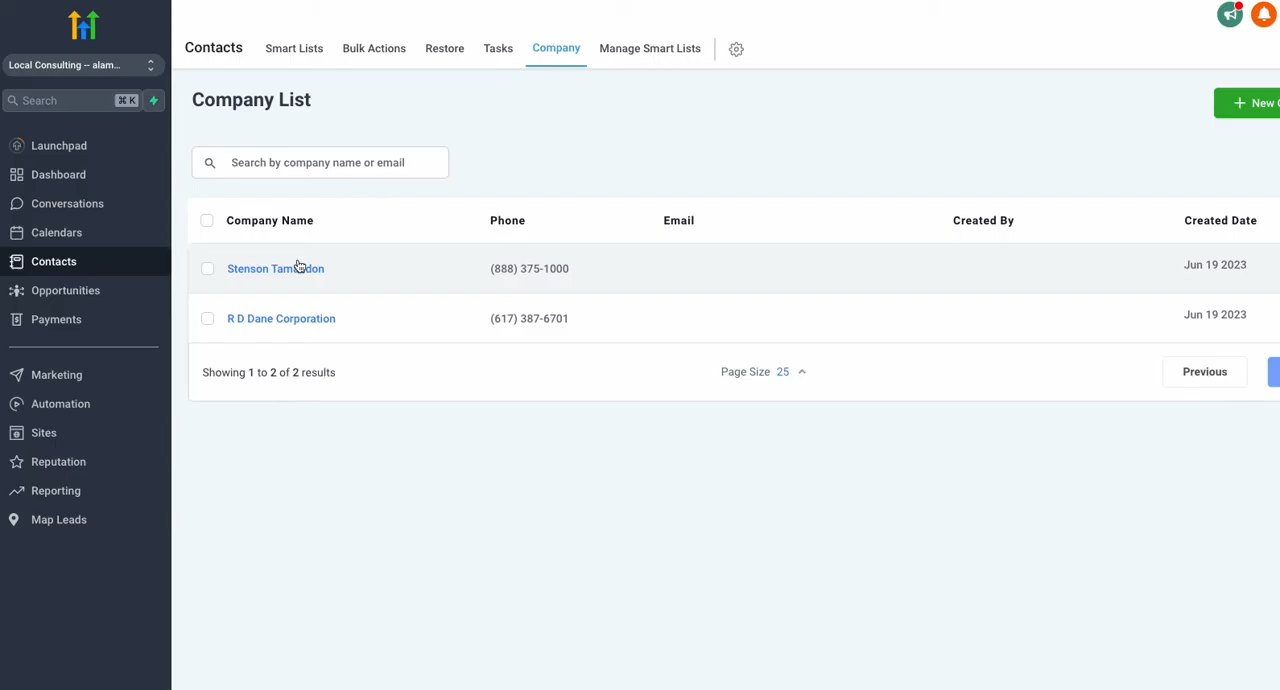 Local Consulting -- alam...
Search ⌘ K
Launchpad
Dashboard
Conversations
Calendars
Contacts
Opportunities
Payments
Marketing
Automation
Sites
Reputation
Reporting
Map Leads
Contacts Smart Lists Bulk Actions Restore Tasks Company Manage Smart Lists
Company List
+ New
Search by company name or email
Company Name Phone Email Created By Created Date
Stenson (888) 375-1000 Jun 19 2023
R D Dane Corporation (617) 387-6701 Jun 19 2023
Showing 1 to 2 of 2 results Page Size 25 Previous